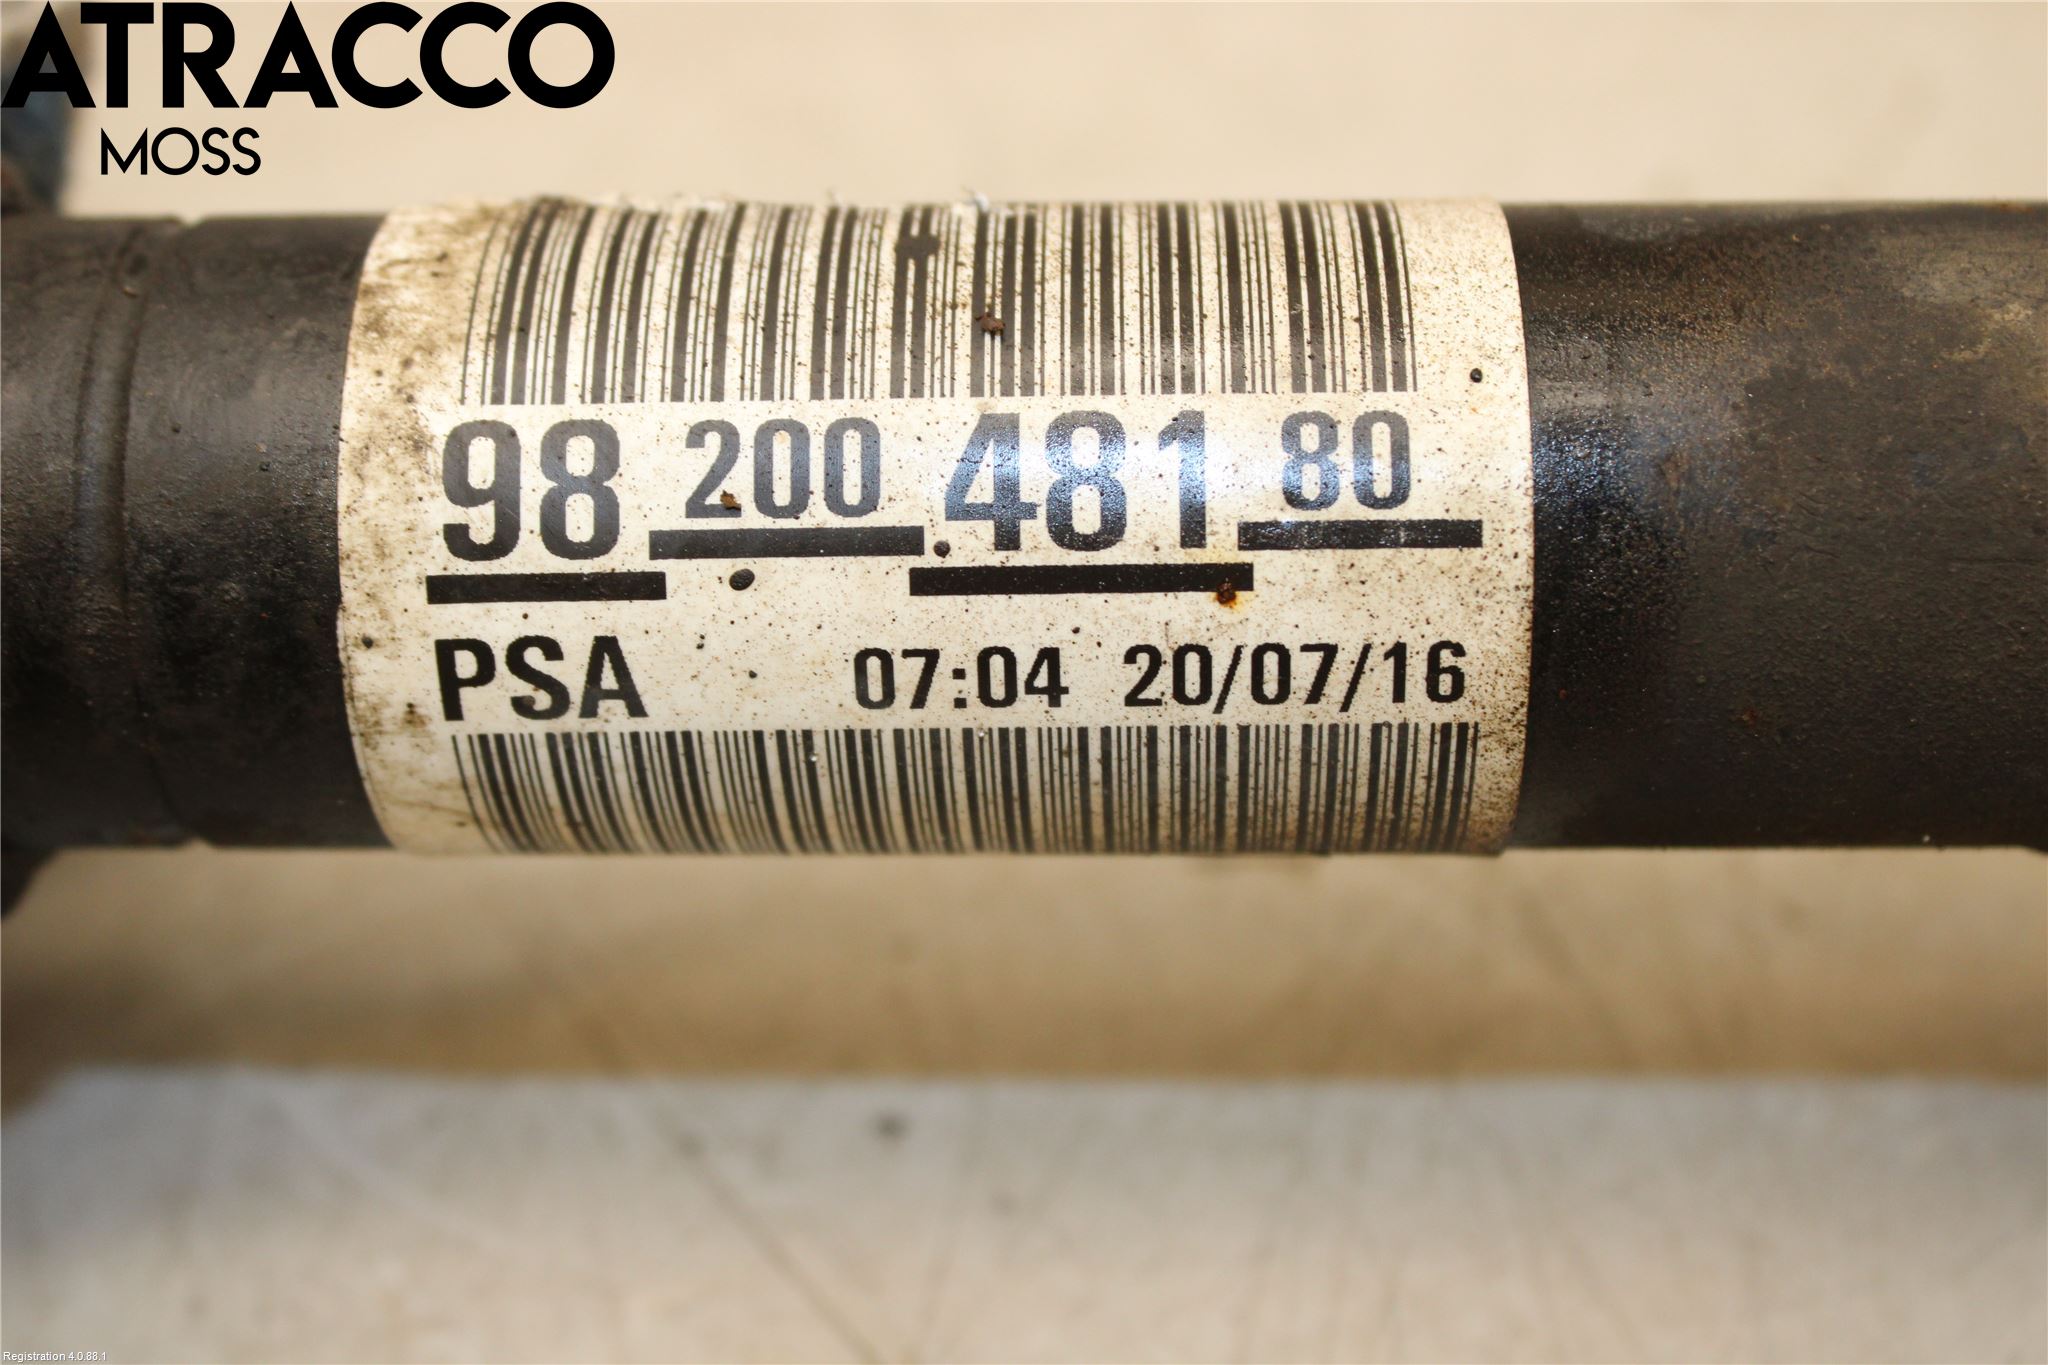 ATRACCO
MOSS
98 200 481 80
PSA 07:04 20/07/16
Registration 4.0.88.1